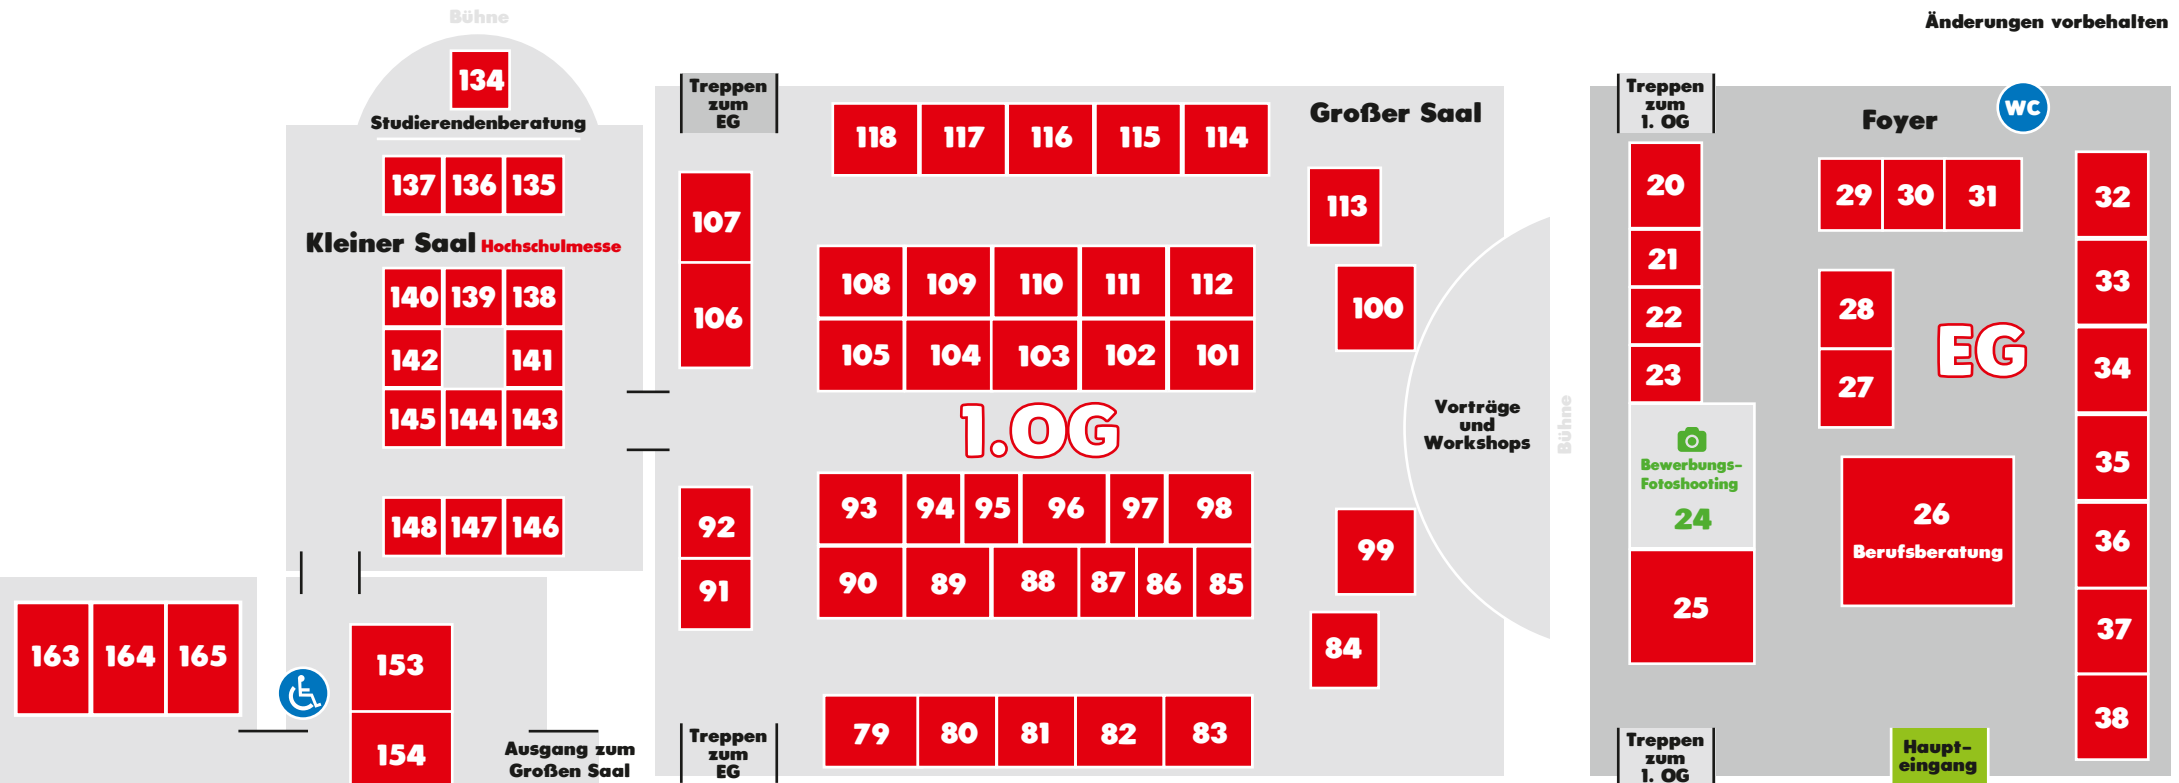 Änderungen vorbehalten
Bühne
134
Studierendenberatung
137 136 135
Kleiner Saal Hochschulmesse
140 139 138
142 141
145 144 143
148 147 146
163 164 165
153
154
Ausgang zum
Großen Saal
Treppen
zum
EG
Großer Saal
118 117 116 115 114
107
106
113
100
108 109 110 111 112
105 104 103 102 101
1.OG
Vorträge
und
Workshops
Bühne
93 94 95 96 97 98
90 89 88 87 86 85
92
91
99
84
79 80 81 82 83
Treppen
zum
EG
Treppen
zum
1. OG
Foyer
WC
20
21
22
23
Bewerbungs-
Fotoshooting
24
25
29 30 31
28
27
EG
26
Berufsberatung
32
33
34
35
36
37
38
Treppen
zum
1. OG
Haupt-
eingang